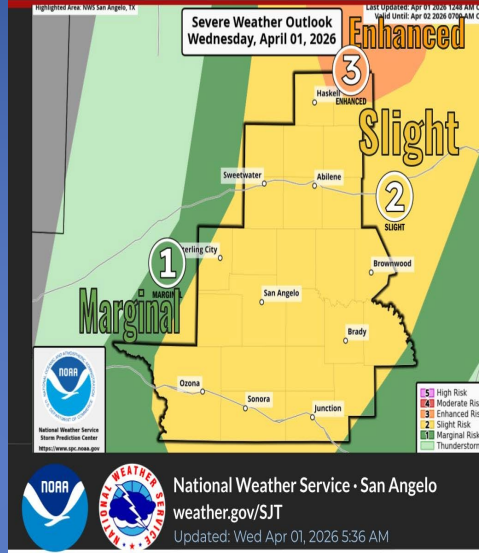 Highlighted Area: NWS San Angelo, TX
Last Updated: Apr 01 2026 1248 AM C
Valid Until: Apr 02 2026 0700 AM C
Severe Weather Outlook
Wednesday, April 01, 2026
Enhanced
3
ENHANCED
Haskell
Slight
Sweetwater
Abilene
2
SLIGHT
Sterling City
1
MARGINAL
Marginal
Brownwood
San Angelo
Brady
Ozona
Sonora
Junction
NOAA
National Weather Service
Storm Prediction Center
https://www.spc.noaa.gov
5 High Risk
4 Moderate Ris
3 Enhanced Ris
2 Slight Risk
1 Marginal Risk
Thunderstorm
NOAA
NATIONAL WEATHER SERVICE
National Weather Service · San Angelo
weather.gov/SJT
Updated: Wed Apr 01, 2026 5:36 AM